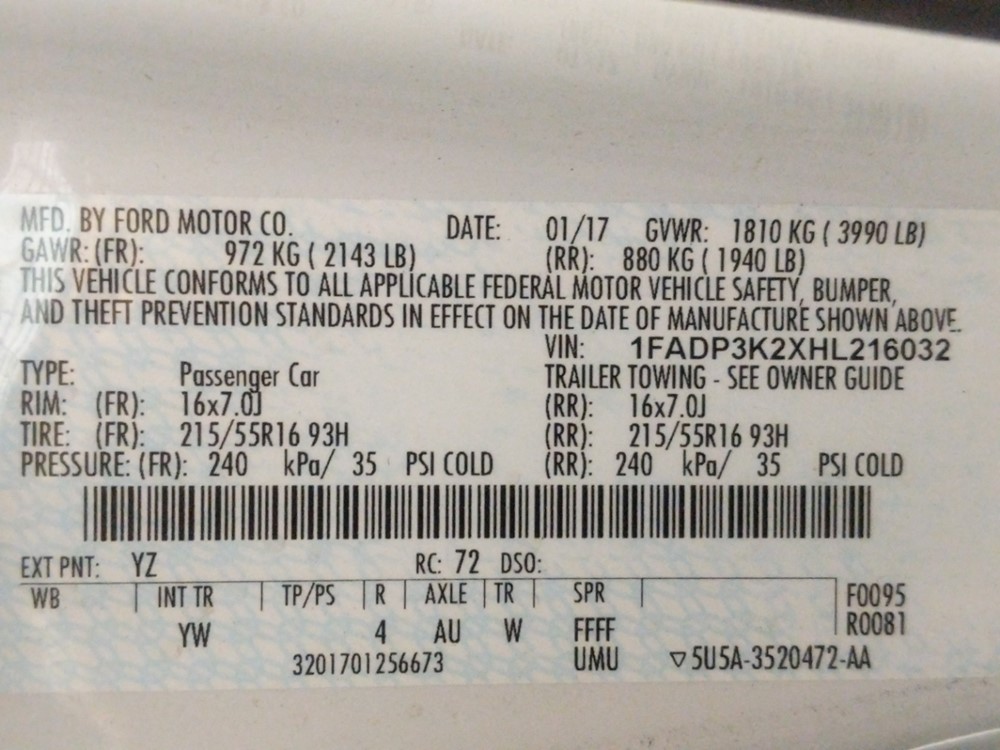 MFD. BY FORD MOTOR CO. DATE: 01/17 GVWR: 1810 KG ( 3990 LB)
GAWR: (FR): 972 KG ( 2143 LB) (RR): 880 KG ( 1940 LB)
THIS VEHICLE CONFORMS TO ALL APPLICABLE FEDERAL MOTOR VEHICLE SAFETY, BUMPER,
AND THEFT PREVENTION STANDARDS IN EFFECT ON THE DATE OF MANUFACTURE SHOWN ABOVE.
VIN: 1FADP3K2XHL216032
TYPE: Passenger Car TRAILER TOWING - SEE OWNER GUIDE
RIM: (FR): 16x7.0J (RR): 16x7.0J
TIRE: (FR): 215/55R16 93H (RR): 215/55R16 93H
PRESSURE: (FR): 240 kPa/ 35 PSI COLD (RR): 240 kPa/ 35 PSI COLD
EXT PNT: YZ RC: 72 DSO:
WB INT TR TP/PS R AXLE TR SPR F0095
YW 4 AU W FFFF R0081
3201701256673 UMU ▽5U5A-3520472-AA